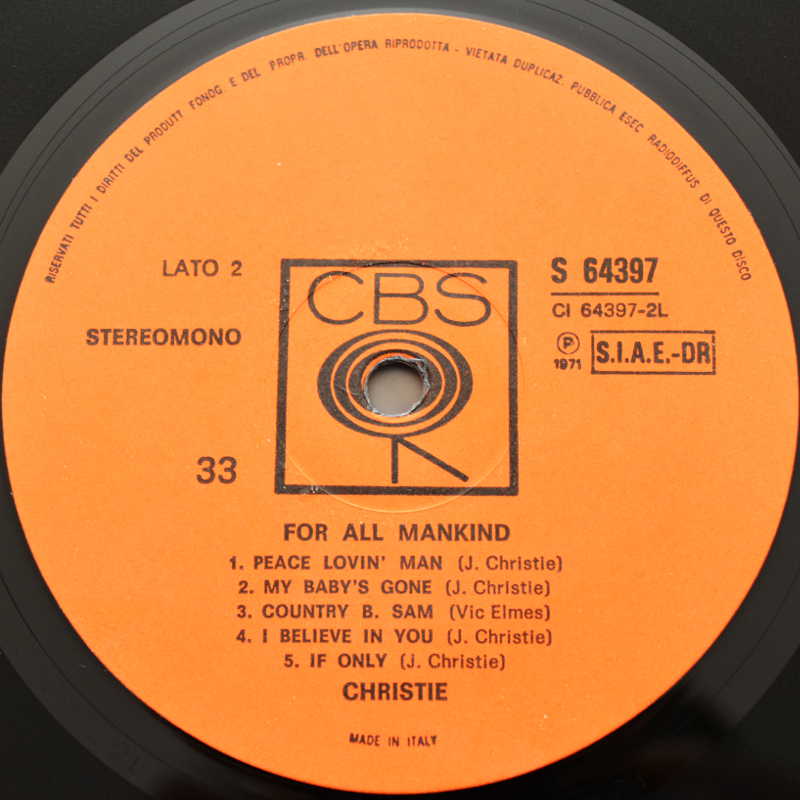 RISERVATI TUTTI I DIRITTI DEL PRODUTT FONOG. E DEL PROPR. DELL'OPERA RIPRODOTTA - VIETATA DUPLICAZ. PUBBLICA ESEC RADIODIFFUS DI QUESTO DISCO
LATO 2
STEREOMONO
33
CBS
S 64397
CI 64397-2L
P
1971
S.I.A.E.-DR
FOR ALL MANKIND
1. PEACE LOVIN' MAN (J. Christie)
2. MY BABY'S GONE (J. Christie)
3. COUNTRY B. SAM (Vic Elmes)
4. I BELIEVE IN YOU (J. Christie)
5. IF ONLY (J. Christie)
CHRISTIE
MADE IN ITALY